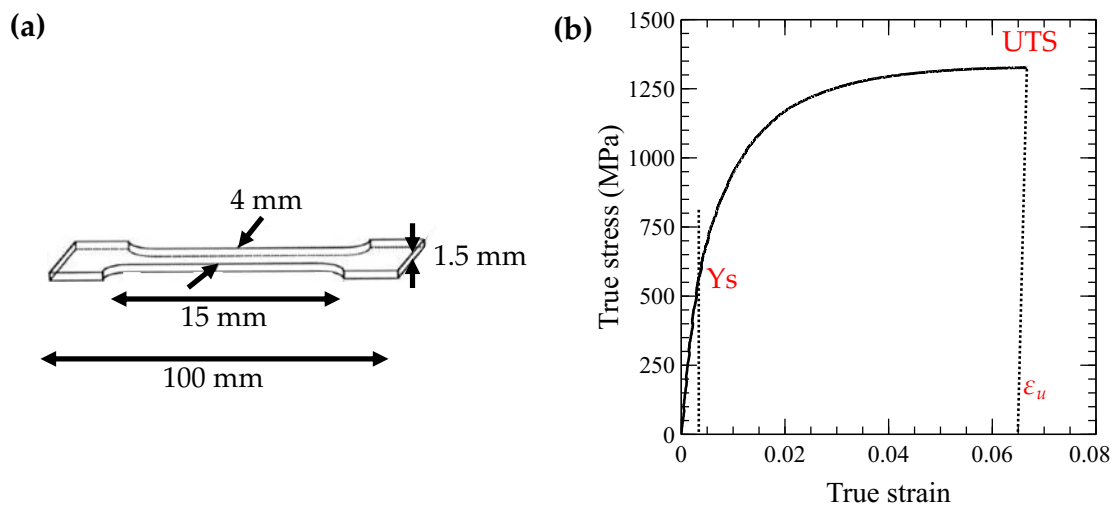 (a)
4 mm
1.5 mm
15 mm
100 mm
(b)
1500
1250
1000
750
500
250
0
True stress (MPa)
UTS
Ys
εu
0
0.02
0.04
0.06
0.08
True strain